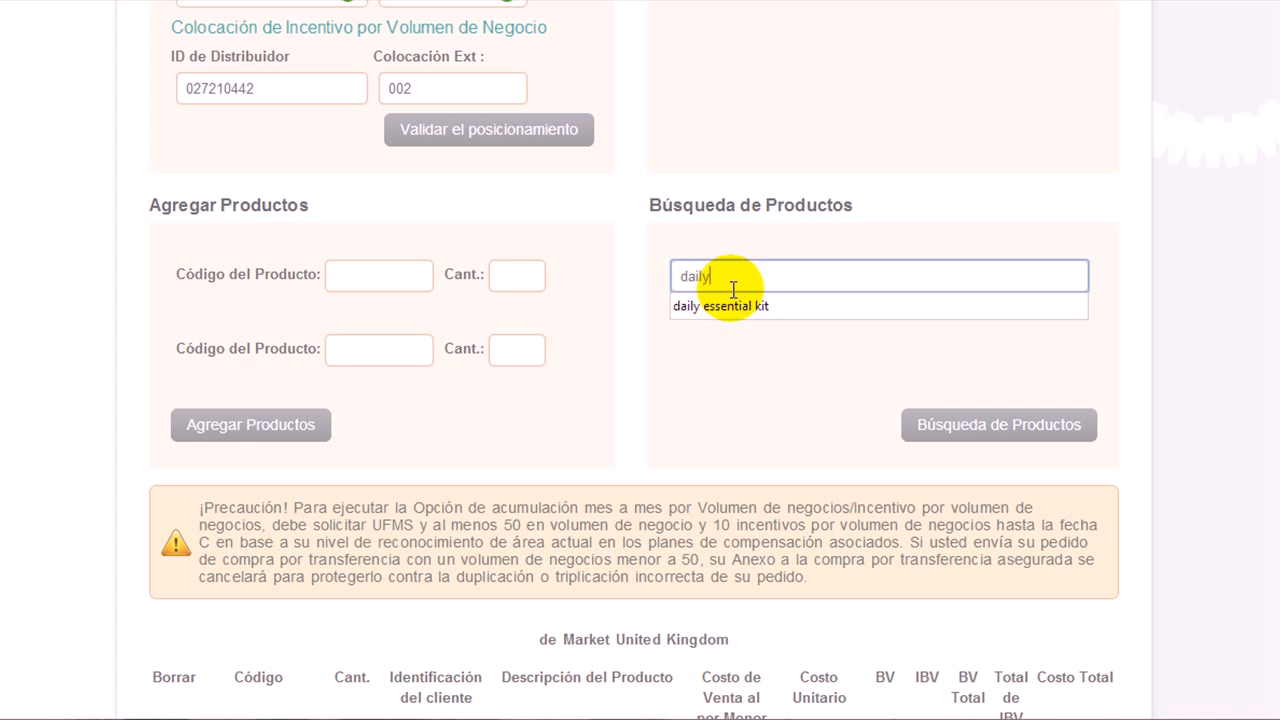 Colocación de Incentivo por Volumen de Negocio
ID de Distribuidor
Colocación Ext :
027210442
002
Validar el posicionamiento
Agregar Productos
Búsqueda de Productos
Código del Producto:
Cant.:
daily
daily essential kit
Código del Producto:
Cant.:
Agregar Productos
Búsqueda de Productos
¡Precaución! Para ejecutar la Opción de acumulación mes a mes por Volumen de negocios/Incentivo por volumen de
negocios, debe solicitar UFMS y al menos 50 en volumen de negocio y 10 incentivos por volumen de negocios hasta la fecha
C en base a su nivel de reconocimiento de área actual en los planes de compensación asociados. Si usted envía su pedido
de compra por transferencia con un volumen de negocios menor a 50, su Anexo a la compra por transferencia asegurada se
cancelará para protegerlo contra la duplicación o triplicación incorrecta de su pedido.
de Market United Kingdom
Borrar
Código
Cant.
Identificación
del cliente
Descripción del Producto
Costo de
Venta al
por Menor
Costo
Unitario
BV
IBV
BV
Total
Total
de
IBV
Costo Total